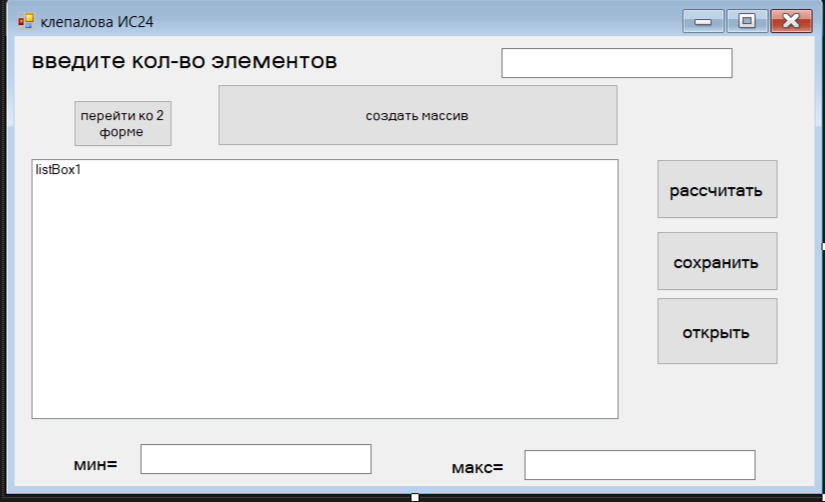 клепалова ИС24
введите кол-во элементов
перейти ко 2
форме
создать массив
listBox1
рассчитать
сохранить
открыть
мин=
макс=